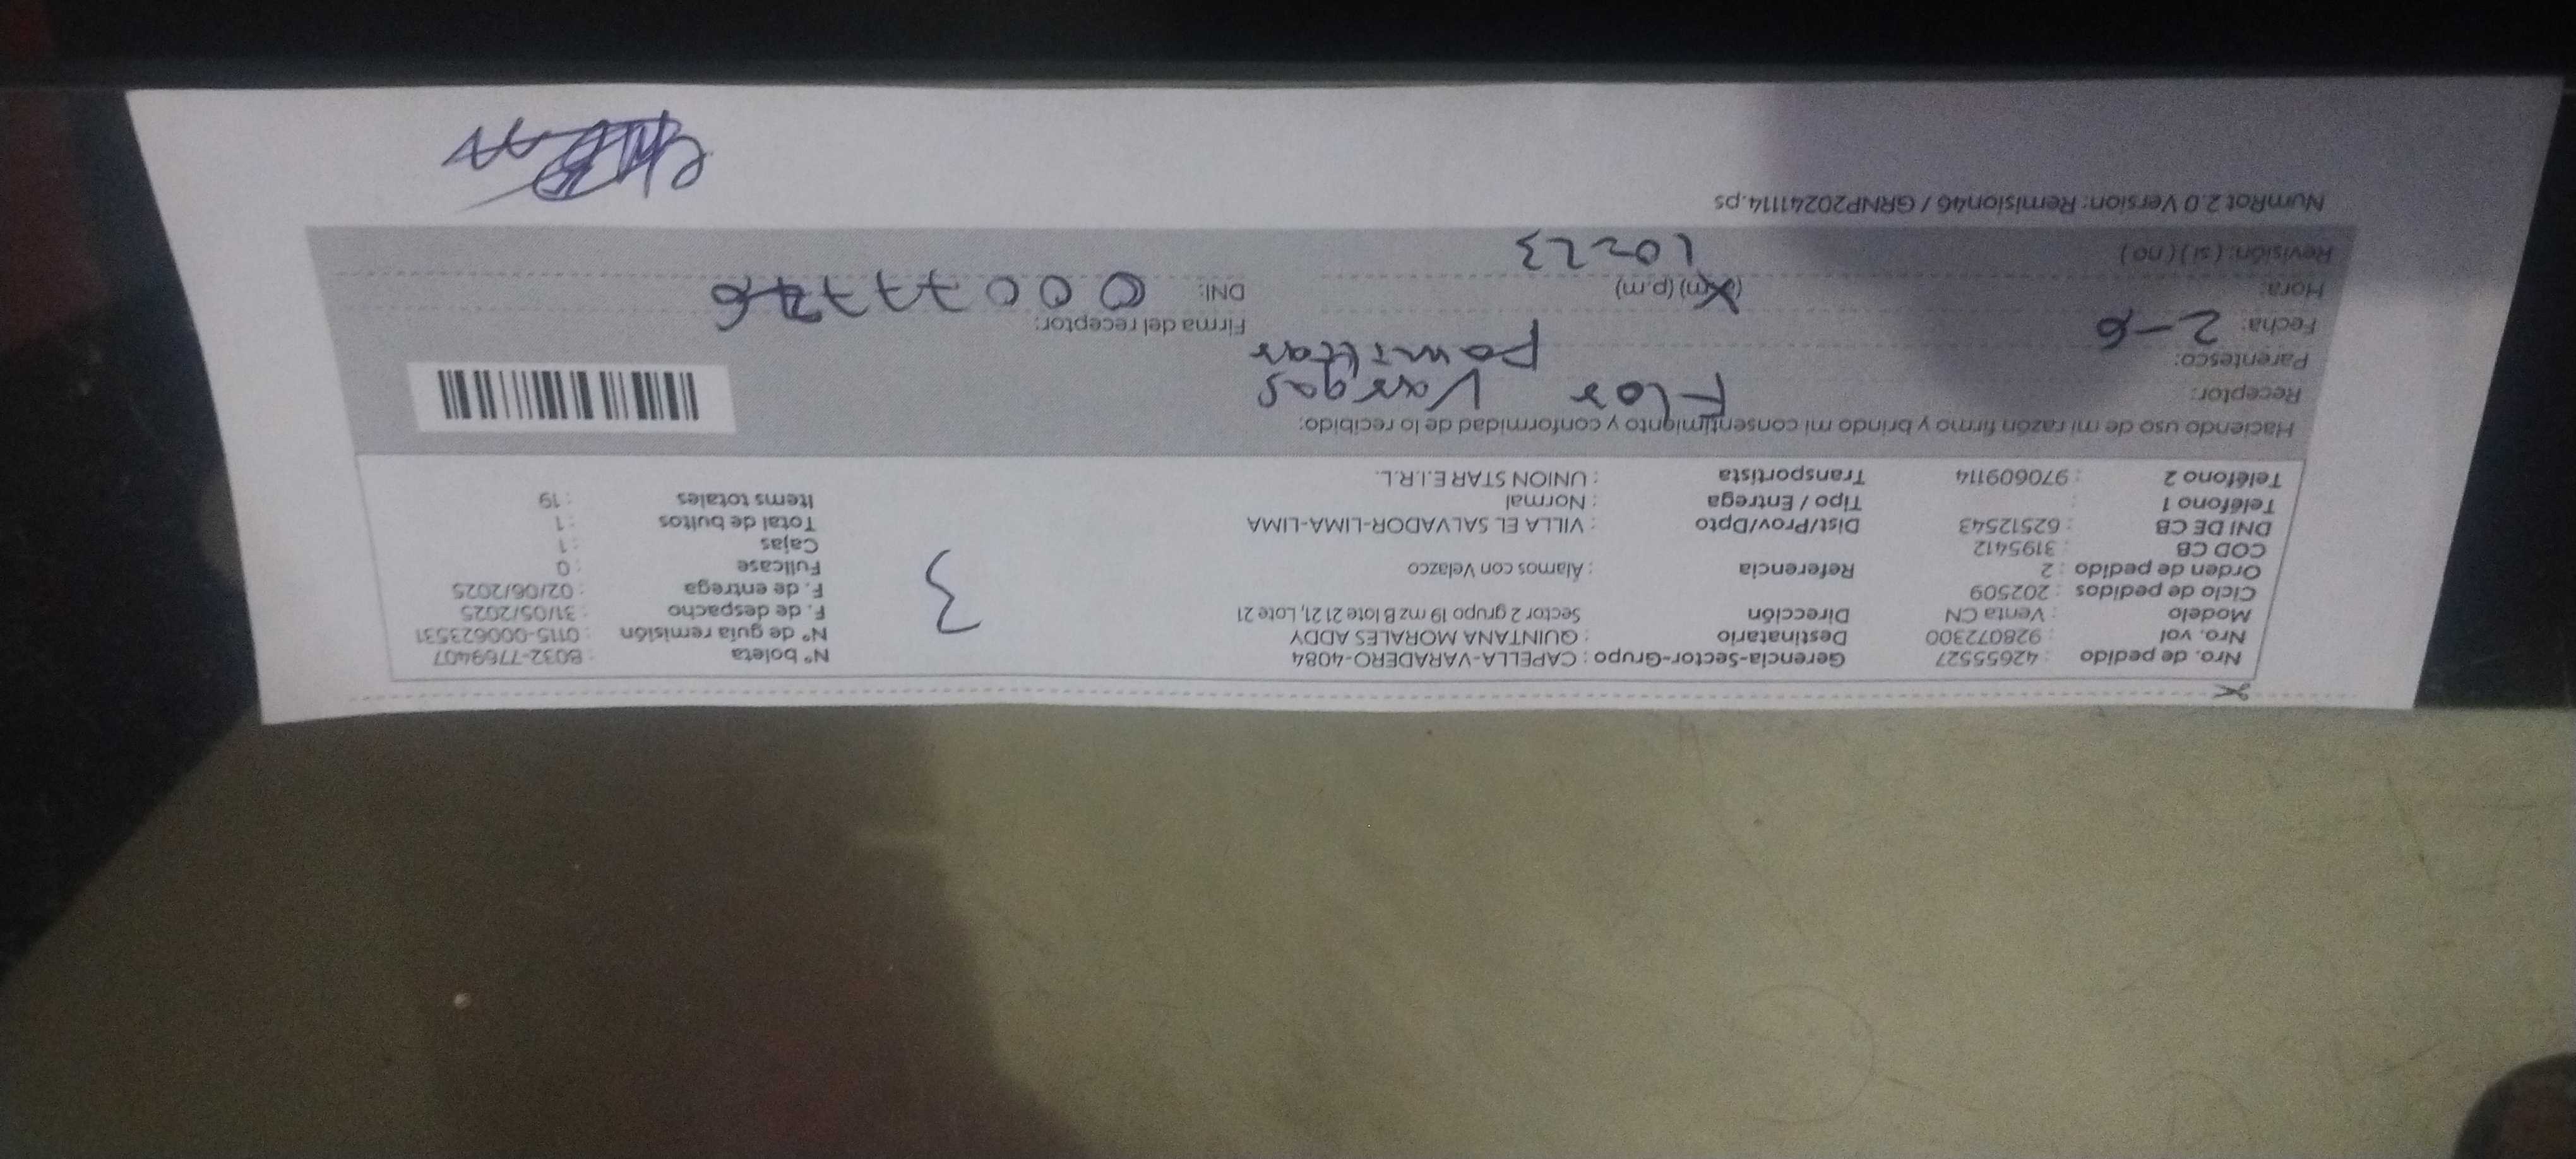 Nro. de pedido : 42655527 Gerencia-Sector-Grupo : CAPELLA-VARADERO-4084 N° boleta : B032-7769407
Nro. vol : 928072300 Destinatario : QUINTANA MORALES ADDY N° de guía remisión : 0115-000623531
Modelo : Venta CN Dirección Sector 2 grupo 19 mz B lote 21 21, Lote 21 F. de despacho : 31/05/2025
Ciclo de pedidos : 202509 F. de entrega : 02/06/2025
Orden de pedido : 2 Referencia : Álamos con Velazco Fullcase : 0
COD CB : 3195412 Cajas : 1
DNI DE CB : 62512543 Dist/Prov/Dpto : VILLA EL SALVADOR-LIMA-LIMA Total de bultos : 1
Teléfono 1 : Tipo / Entrega : Normal Items totales : 19
Teléfono 2 : 970609114 Transportista : UNION STAR E.I.R.L.
3
Haciendo uso de mi razón firmo y brindo mi consentimiento y conformidad de lo recibido:
Receptor: Flor Vargas
Parentesco: familiar
Fecha: 2-6 Firma del receptor:
Hora: (a.m) (p.m) 10-23 DNI: 00077726
Revisión: ( si ) ( no )
NumRot 2.0 Version: Remision46 / GRNP20241114.ps